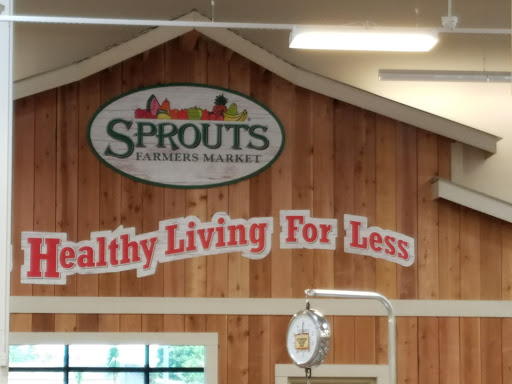 SPROUTS
FARMERS MARKET
Healthy Living For Less